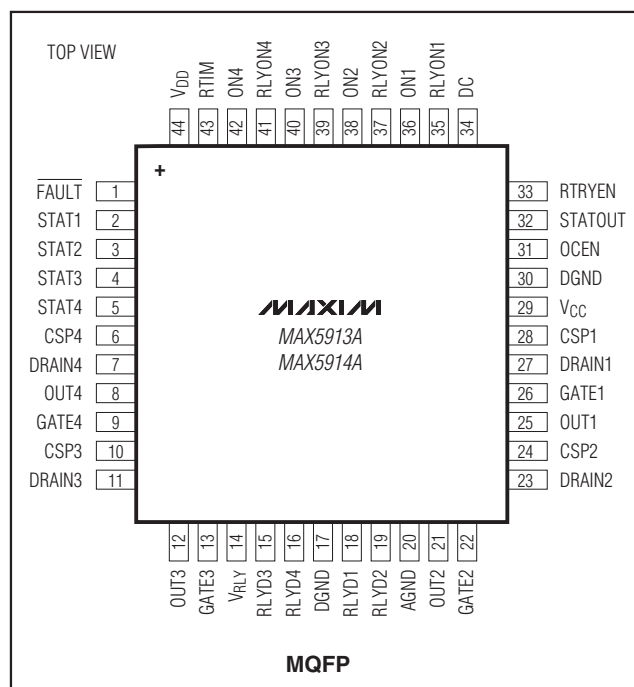 TOP VIEW
VDD
RTIM
ON4
RLYON4
ON3
RLYON3
ON2
RLYON2
ON1
RLYON1
DC
44
43
42
41
40
39
38
37
36
35
34
+
FAULT 1
STAT1 2
STAT2 3
STAT3 4
STAT4 5
CSP4 6
DRAIN4 7
OUT4 8
GATE4 9
CSP3 10
DRAIN3 11
MAXIM
MAX5913A
MAX5914A
33 RTRYEN
32 STATOUT
31 OCEN
30 DGND
29 VCC
28 CSP1
27 DRAIN1
26 GATE1
25 OUT1
24 CSP2
23 DRAIN2
12
13
14
15
16
17
18
19
20
21
22
OUT3
GATE3
VRLY
RLYD3
RLYD4
DGND
RLYD1
RLYD2
AGND
OUT2
GATE2
MQFP